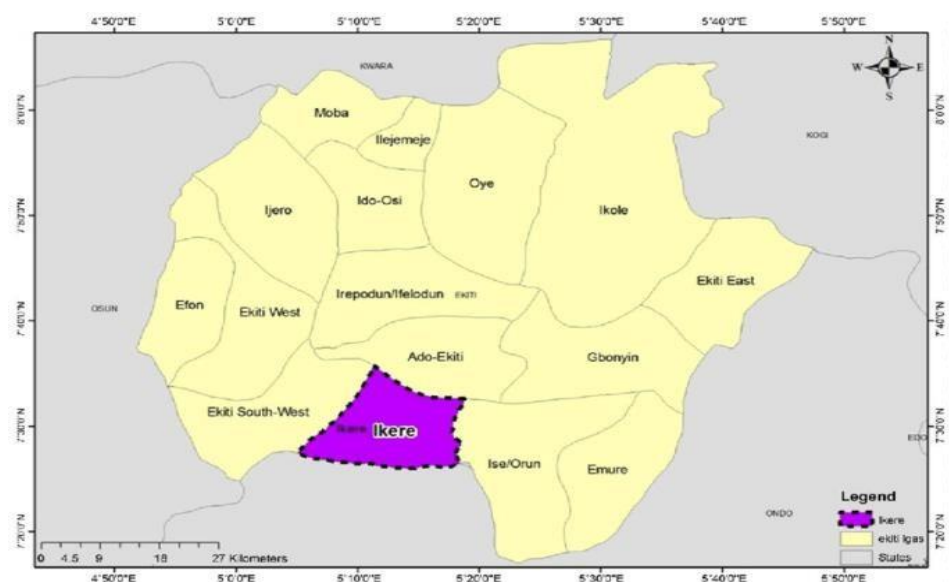 4°50'0"E 5°0'0"E 5°10'0"E 5°20'0"E 5°30'0"E 5°40'0"E 5°50'0"E
N
W E
S
KWARA
8°0'0"N 8°0'0"N
Moba
Ilejemeje
KOGI
Oye
Ido-Osi
Ijero
Ikole
7°50'0"N 7°50'0"N
Ekiti East
Irepodun/Ifelodun EKITI
Efon
OSUN
Ekiti West
7°40'0"N 7°40'0"N
Ado-Ekiti
Gbonyin
Ekiti South-West
7°30'0"N 7°30'0"N
Ikere Ikere
Ise/Orun
Emure
Legend
Ikere
ekiti lgas
States
ONDO
7°20'0"N 7°20'0"N
0 4.5 9 18 27 Kilometers
4°50'0"E 5°0'0"E 5°10'0"E 5°20'0"E 5°30'0"E 5°40'0"E 5°50'0"E